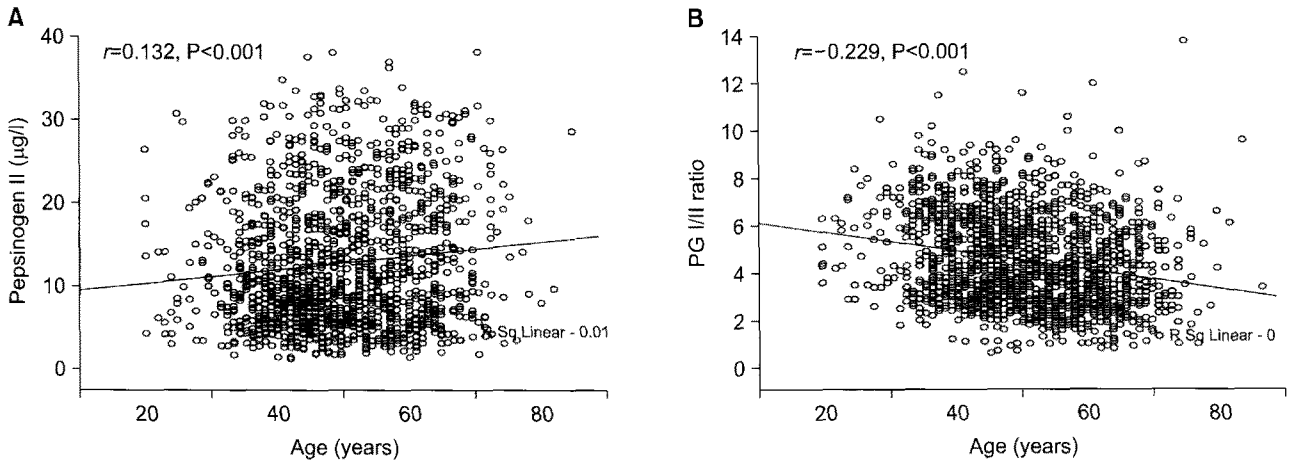 A
r=0.132, P<0.001
40
30
20
10
0
Pepsinogen II (μg/l)
Sq Linear - 0.01
20 40 60 80
Age (years)
B
r=−0.229, P<0.001
14
12
10
8
6
4
2
0
PG I/II ratio
R Sq Linear - 0
20 40 60 80
Age (years)